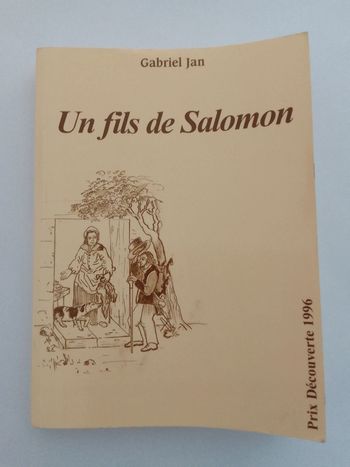 Gabriel Jan
Un fils de Salomon
Prix Découverte 1996